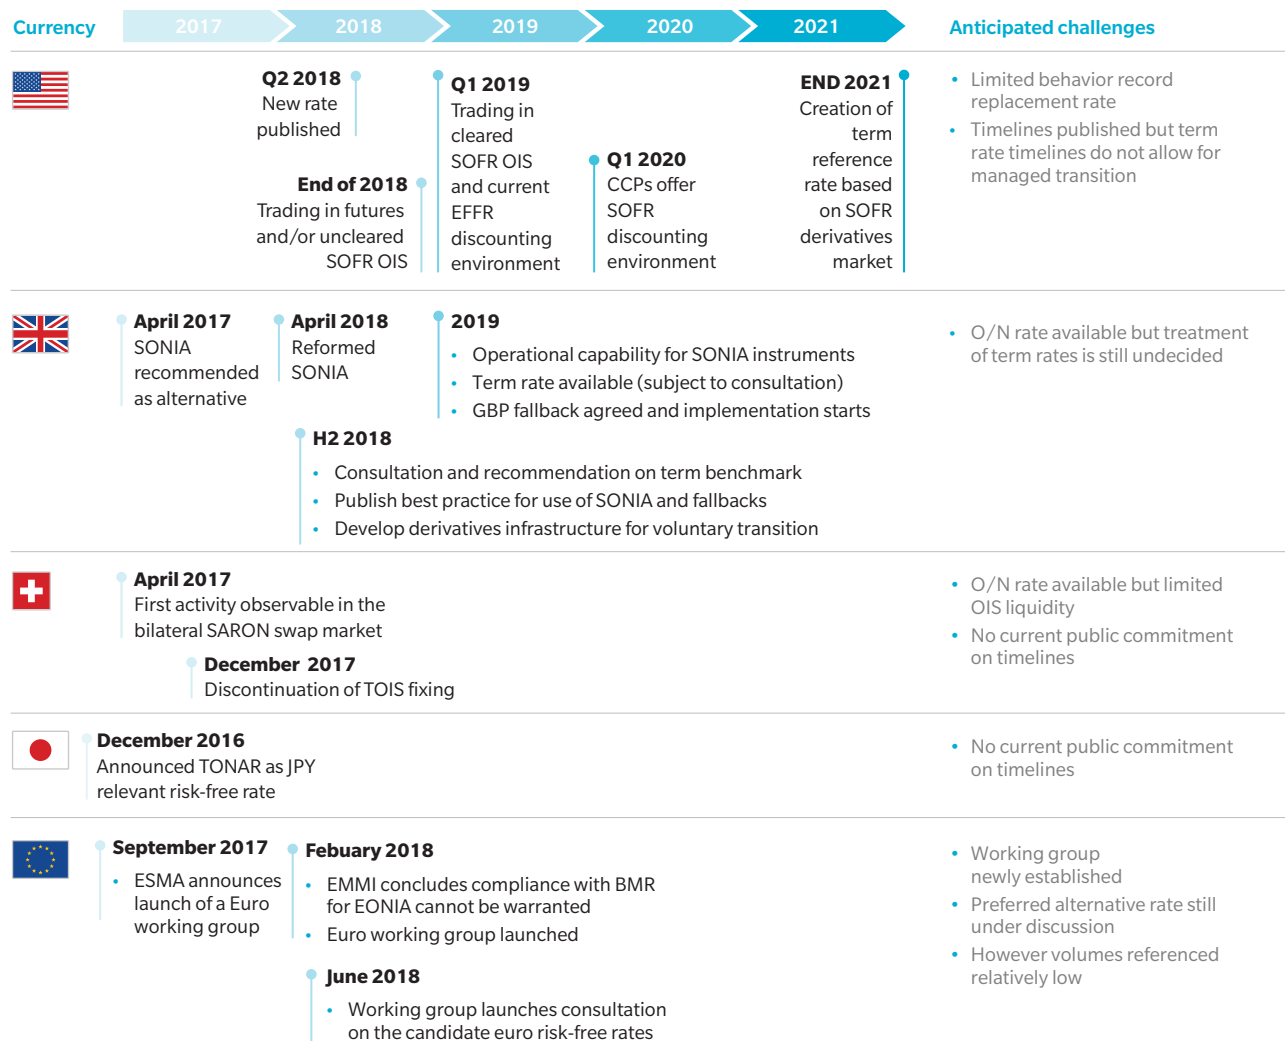 Currency
2017
2018
2019
2020
2021
Anticipated challenges
Q2 2018
New rate
published
End of 2018
Trading in futures
and/or uncleared
SOFR OIS
Q1 2019
Trading in
cleared
SOFR OIS
and current
EFFR
discounting
environment
Q1 2020
CCPs offer
SOFR
discounting
environment
END 2021
Creation of
term
reference
rate based
on SOFR
derivatives
market
• Limited behavior record
replacement rate
• Timelines published but term
rate timelines do not allow for
managed transition
April 2017
SONIA
recommended
as alternative
April 2018
Reformed
SONIA
2019
• Operational capability for SONIA instruments
• Term rate available (subject to consultation)
• GBP fallback agreed and implementation starts
H2 2018
• Consultation and recommendation on term benchmark
• Publish best practice for use of SONIA and fallbacks
• Develop derivatives infrastructure for voluntary transition
• O/N rate available but treatment
of term rates is still undecided
April 2017
First activity observable in the
bilateral SARON swap market
December 2017
Discontinuation of TOIS fixing
• O/N rate available but limited
OIS liquidity
• No current public commitment
on timelines
December 2016
Announced TONAR as JPY
relevant risk-free rate
• No current public commitment
on timelines
September 2017
• ESMA announces
launch of a Euro
working group
Febuary 2018
• EMMI concludes compliance with BMR
for EONIA cannot be warranted
• Euro working group launched
June 2018
• Working group launches consultation
on the candidate euro risk-free rates
• Working group
newly established
• Preferred alternative rate still
under discussion
• However volumes referenced
relatively low